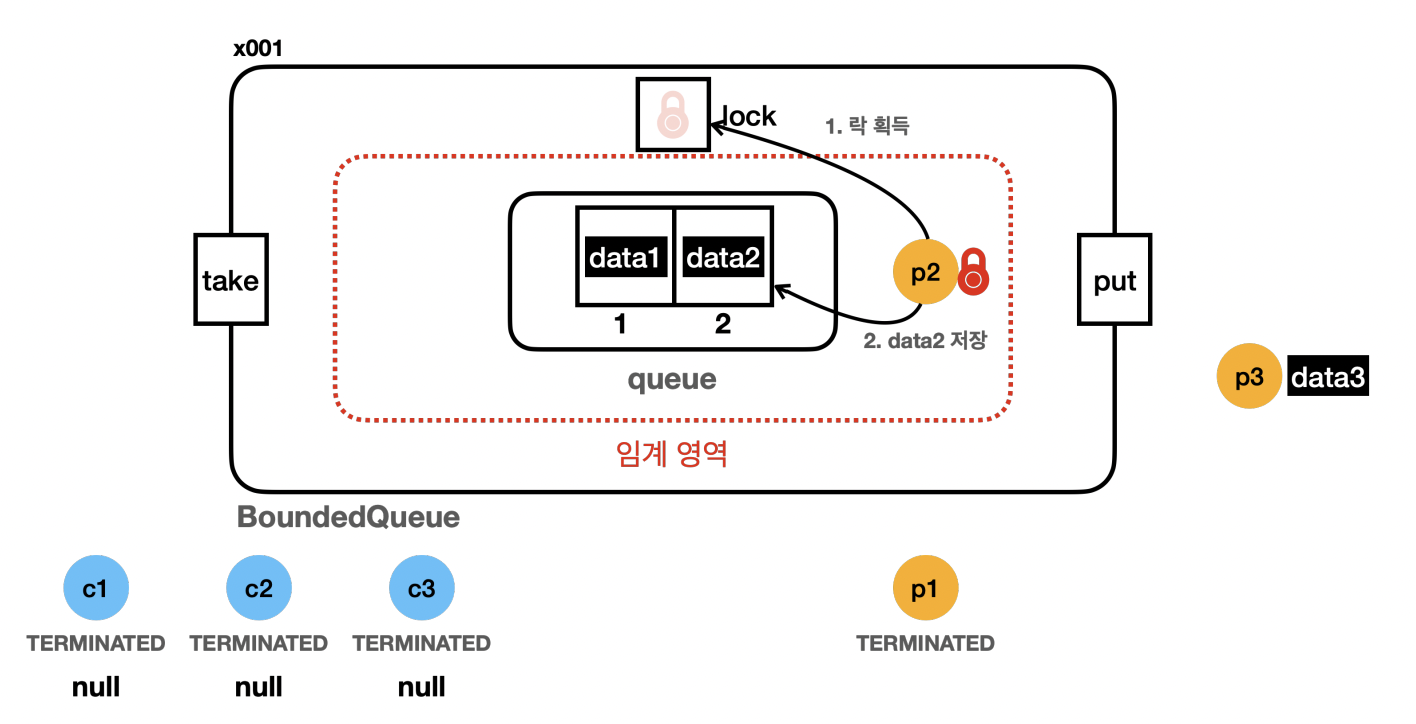 x001
lock
1. 락 획득
take
data1
data2
p2
put
1
2
2. data2 저장
queue
p3
data3
임계 영역
BoundedQueue
c1
c2
c3
p1
TERMINATED
TERMINATED
TERMINATED
TERMINATED
null
null
null